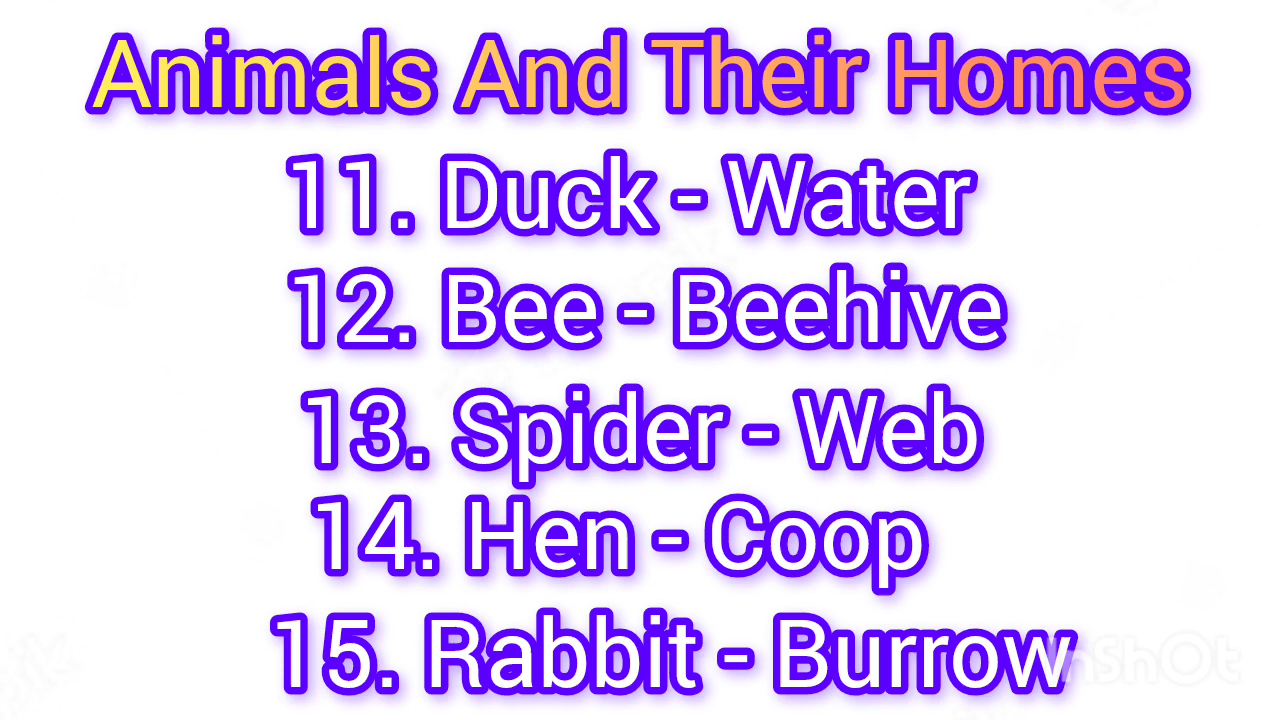 Animals And Their Homes
11. Duck - Water
12. Bee - Beehive
13. Spider - Web
14. Hen - Coop
15. Rabbit - Burrow
InShOt